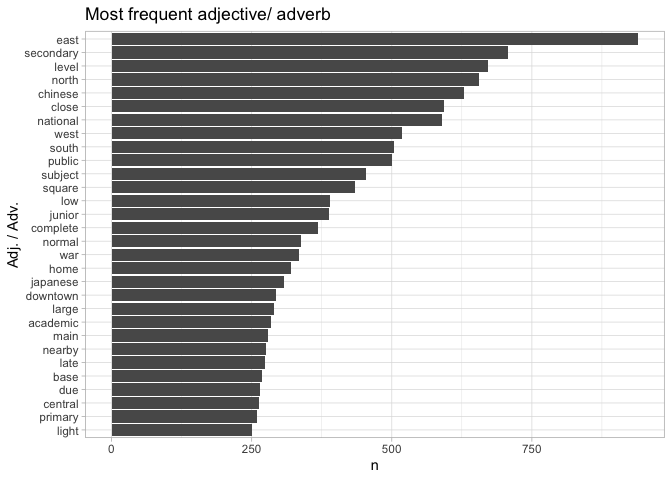 Most frequent adjective/ adverb
east
secondary
level
north
chinese
close
national
west
south
public
subject
square
low
junior
complete
normal
war
home
japanese
downtown
large
academic
main
nearby
late
base
due
central
primary
light
Adj. / Adv.
0 250 500 750
n